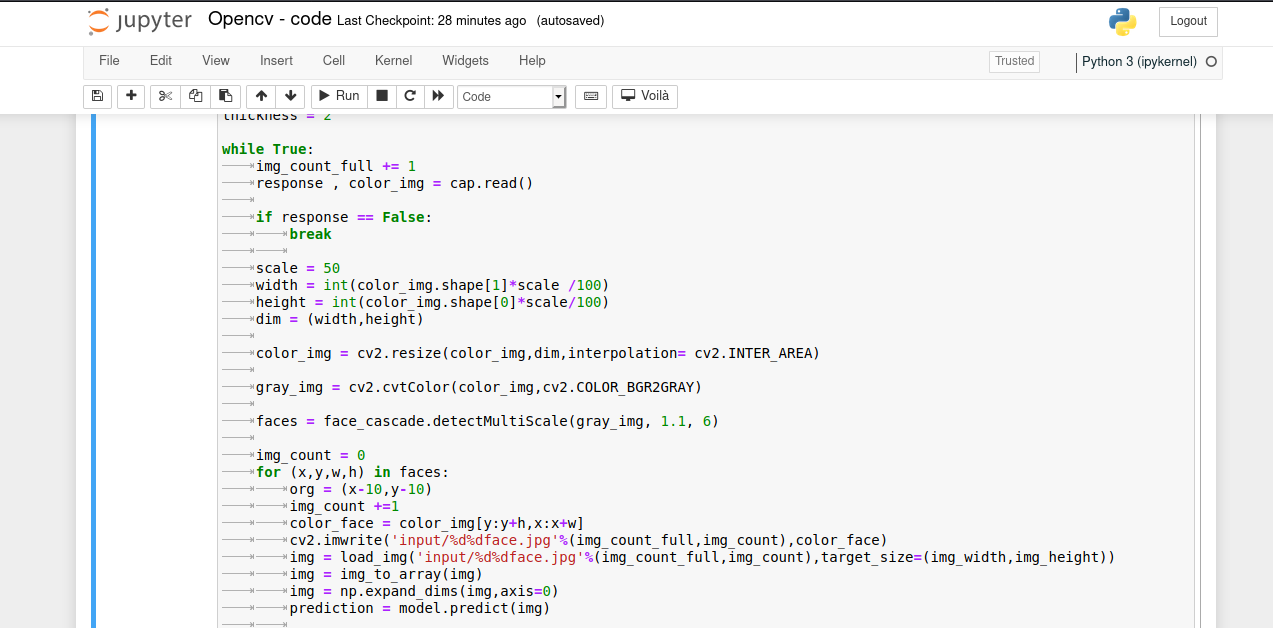 jupyter Opencv - code Last Checkpoint: 28 minutes ago (autosaved) Logout
File Edit View Insert Cell Kernel Widgets Help Trusted Python 3 (ipykernel)
Run Code Voilà
thickness = 2
while True:
img_count_full += 1
response , color_img = cap.read()
if response == False:
break
scale = 50
width = int(color_img.shape[1]*scale /100)
height = int(color_img.shape[0]*scale/100)
dim = (width,height)
color_img = cv2.resize(color_img,dim,interpolation= cv2.INTER_AREA)
gray_img = cv2.cvtColor(color_img,cv2.COLOR_BGR2GRAY)
faces = face_cascade.detectMultiScale(gray_img, 1.1, 6)
img_count = 0
for (x,y,w,h) in faces:
org = (x-10,y-10)
img_count +=1
color_face = color_img[y:y+h,x:x+w]
cv2.imwrite('input/%d%dface.jpg'%(img_count_full,img_count),color_face)
img = load_img('input/%d%dface.jpg'%(img_count_full,img_count),target_size=(img_width,img_height))
img = img_to_array(img)
img = np.expand_dims(img,axis=0)
prediction = model.predict(img)